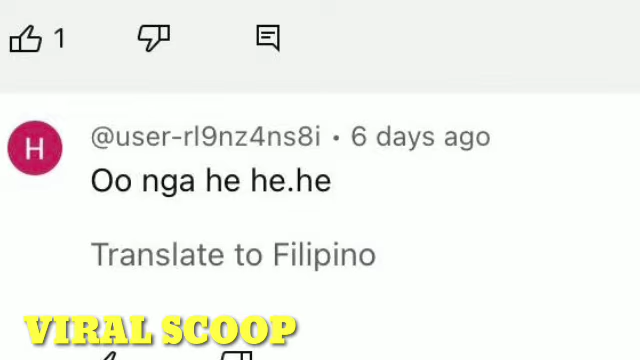 1
H
@user-rl9nz4ns8i • 6 days ago
Oo nga he he.he
Translate to Filipino
VIRAL SCOOP